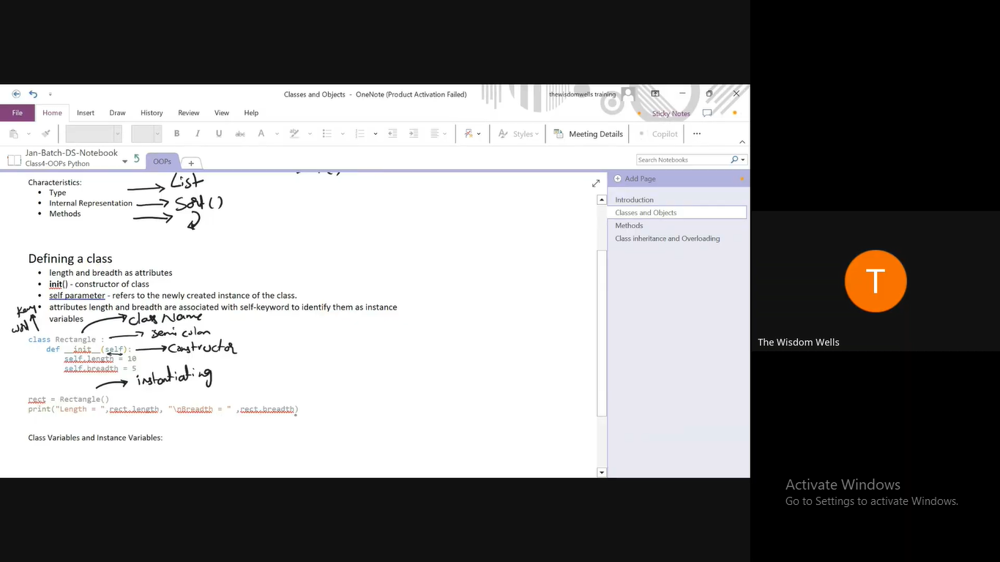 Classes and Objects - OneNote (Product Activation Failed)
thewisdomwells training
File Home Insert Draw History Review View Help
Sticky Notes
B I U abc A
Styles
Meeting Details
Copilot
Jan-Batch-DS-Notebook
Class4-OOPs Python
OOPs
Search Notebooks
Characteristics:
Type
Internal Representation
Methods
List
Sort()
Defining a class
length and breadth as attributes
init() - constructor of class
self parameter - refers to the newly created instance of the class.
attributes length and breadth are associated with self-keyword to identify them as instance
variables
Key
word
class Name
semi colon
constructor
instantiating
class Rectangle :
def __init__(self):
self.length = 10
self.breadth = 5
rect = Rectangle()
print("Length = ",rect.length, "\nBreadth = " ,rect.breadth)
Class Variables and Instance Variables:
Add Page
Introduction
Classes and Objects
Methods
Class inheritance and Overloading
T
The Wisdom Wells
Activate Windows
Go to Settings to activate Windows.